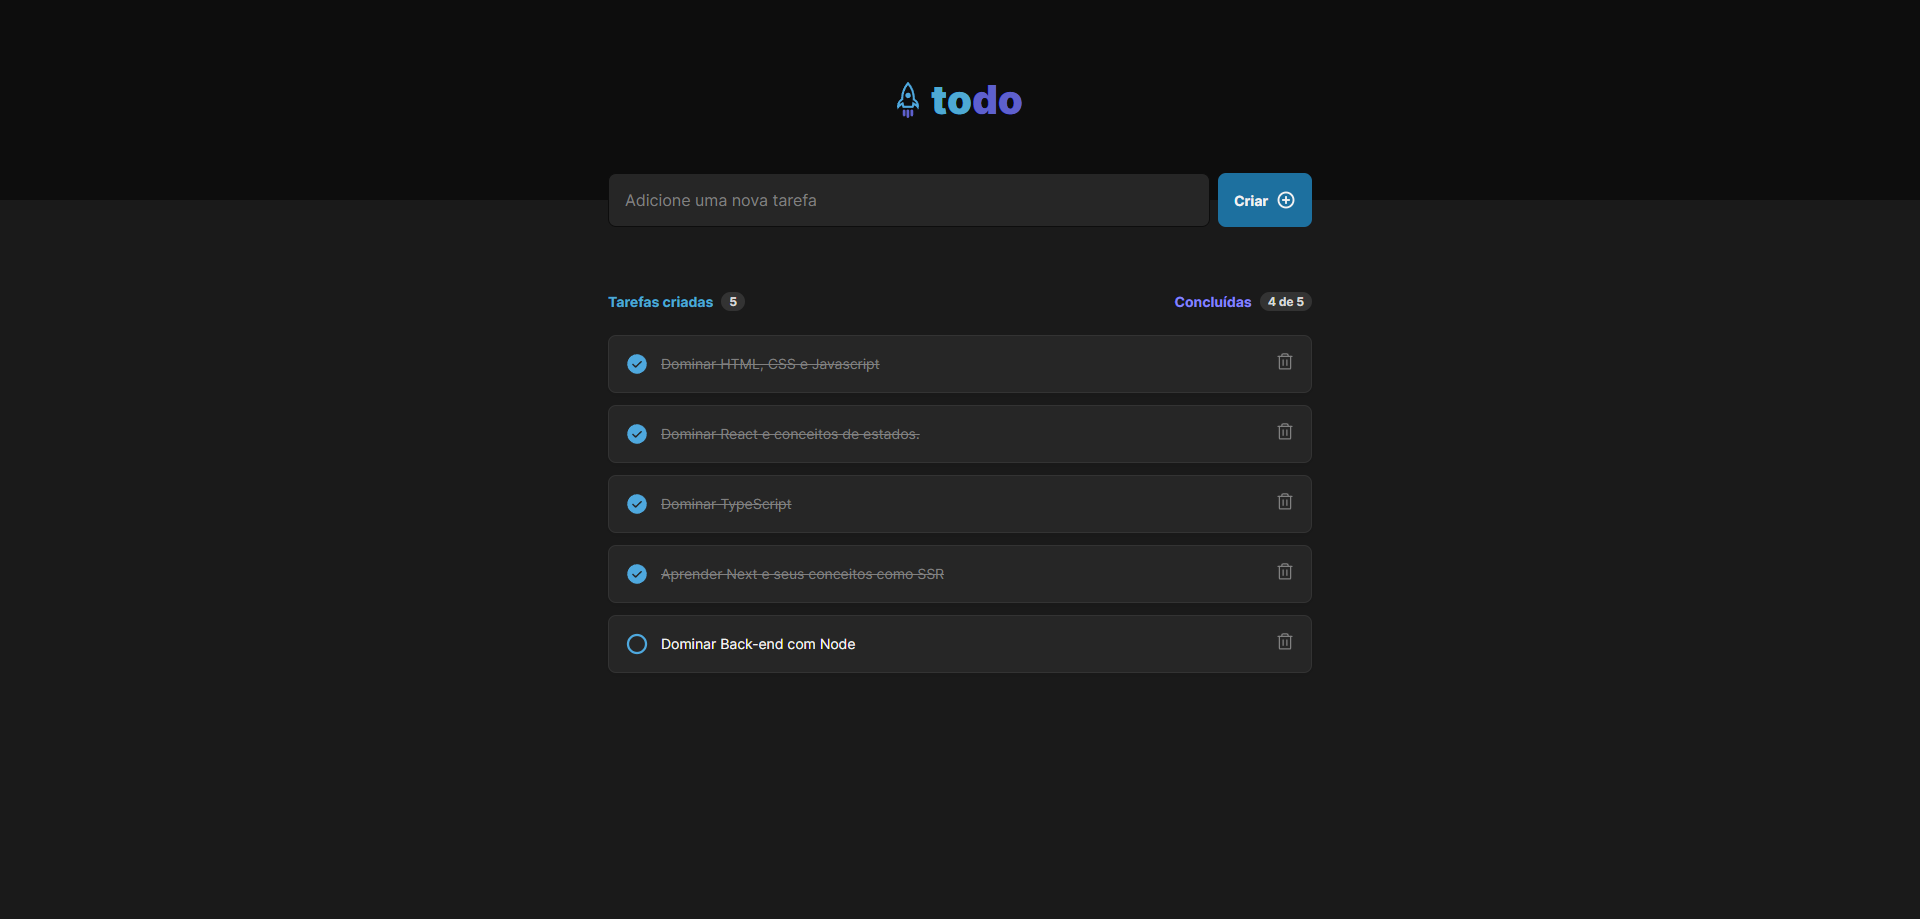 todo
Adicione uma nova tarefa
Criar
Tarefas criadas 5
Concluídas 4 de 5
Dominar HTML, CSS e Javascript
Dominar React e conceitos de estados.
Dominar TypeScript
Aprender Next e seus conceitos como SSR
Dominar Back-end com Node